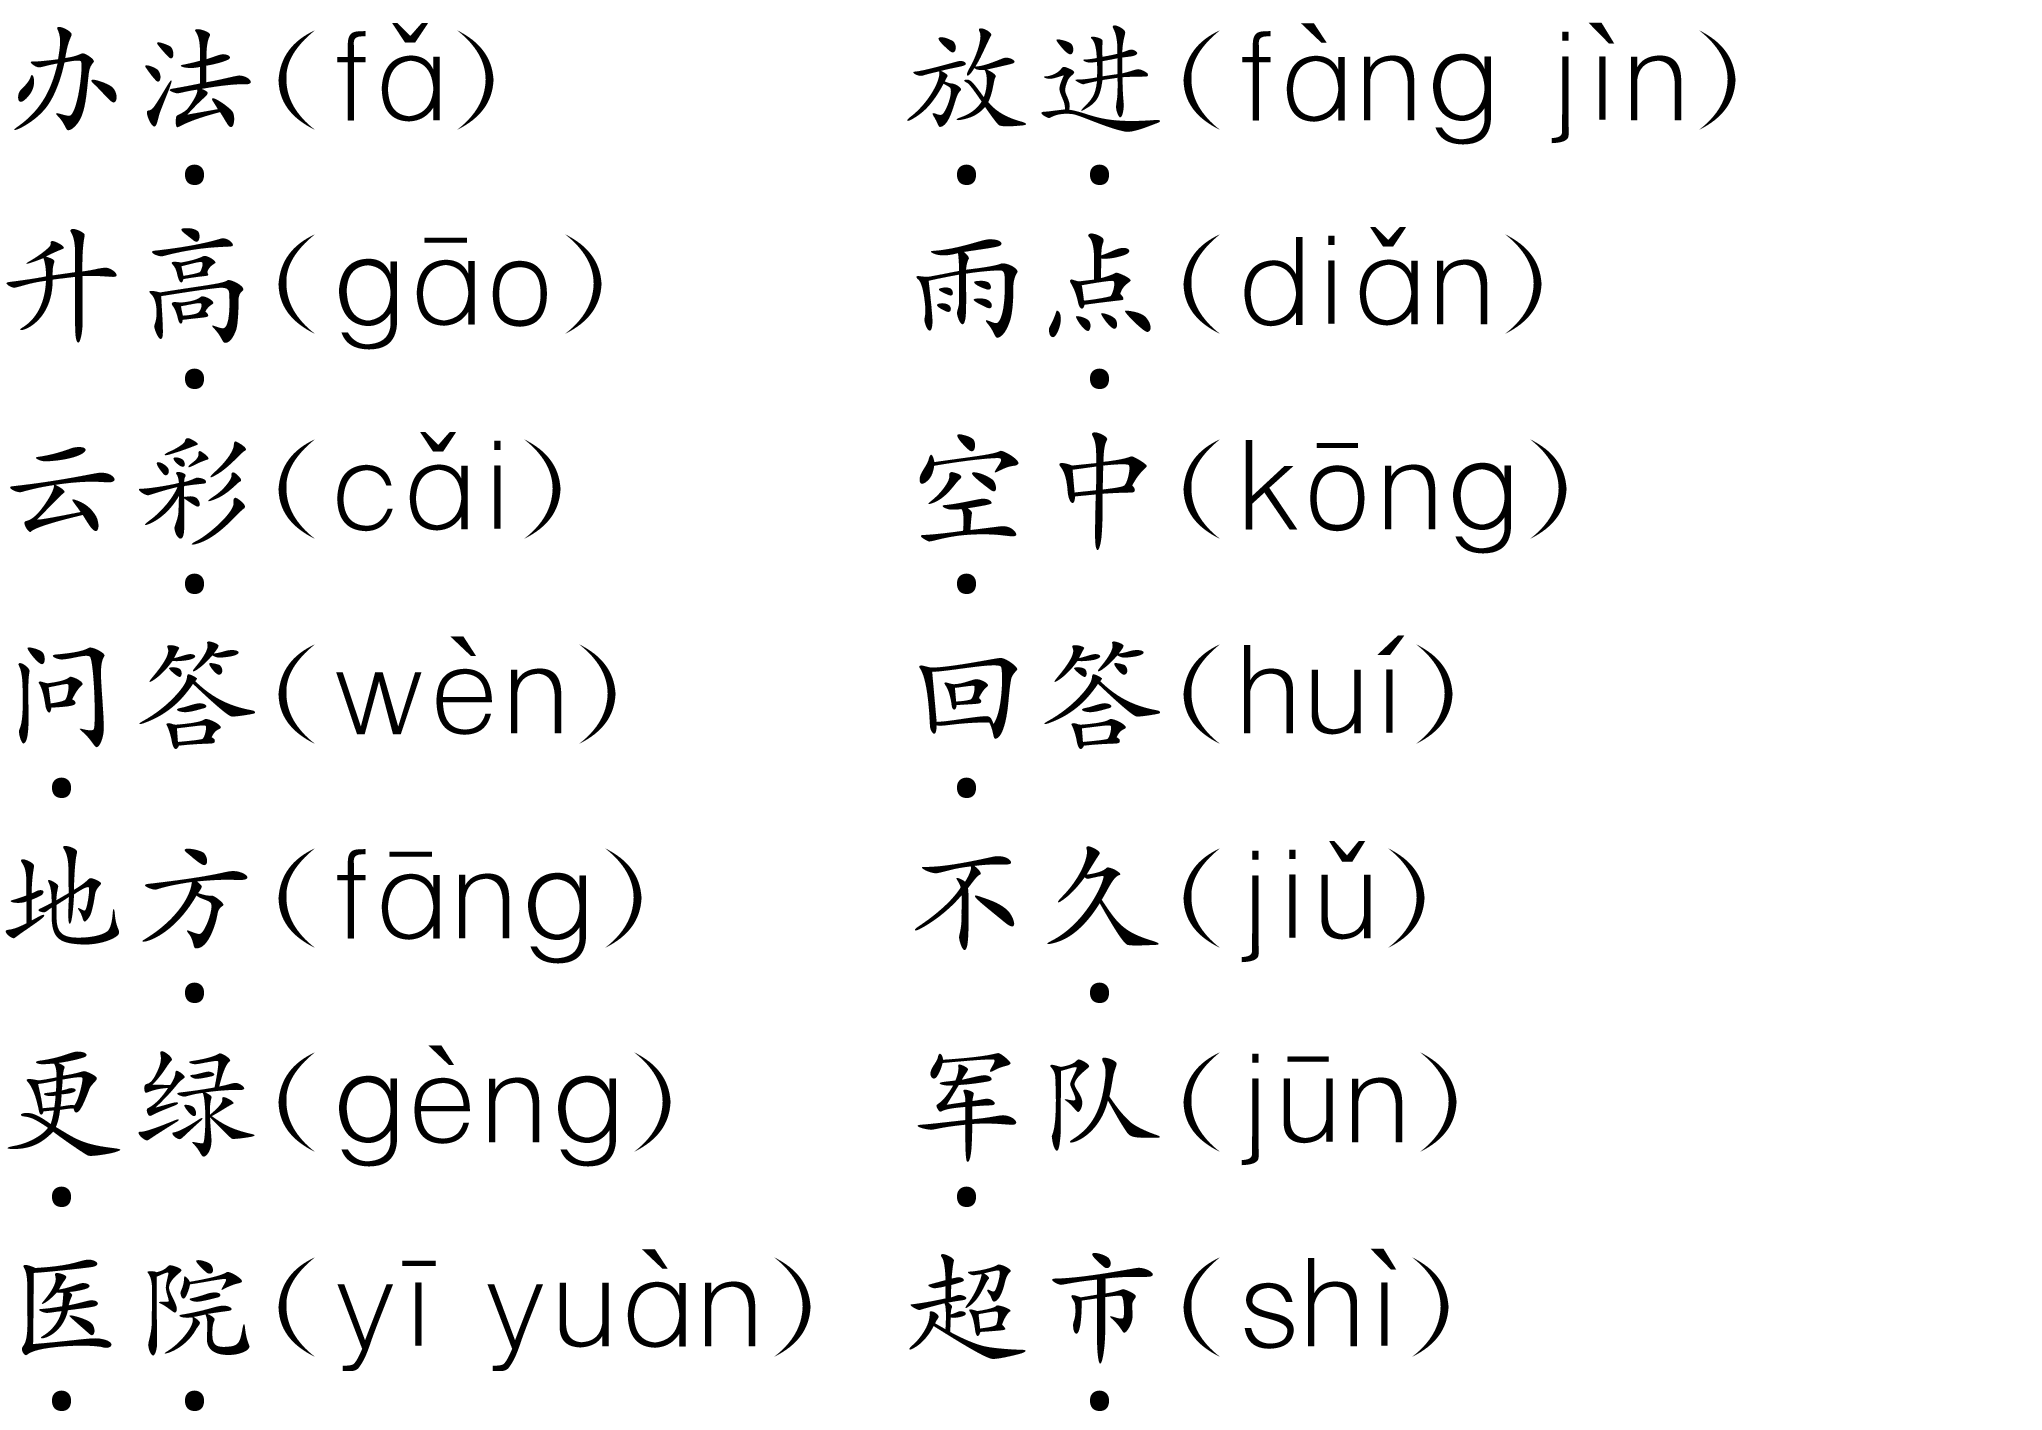 办法(fǎ) 放进(fàng jìn)
升高(gāo) 雨点(diǎn)
云彩(cǎi) 空中(kōng)
问答(wèn) 回答(huí)
地方(fāng) 不久(jiǔ)
更绿(gèng) 军队(jūn)
医院(yī yuàn) 超市(shì)